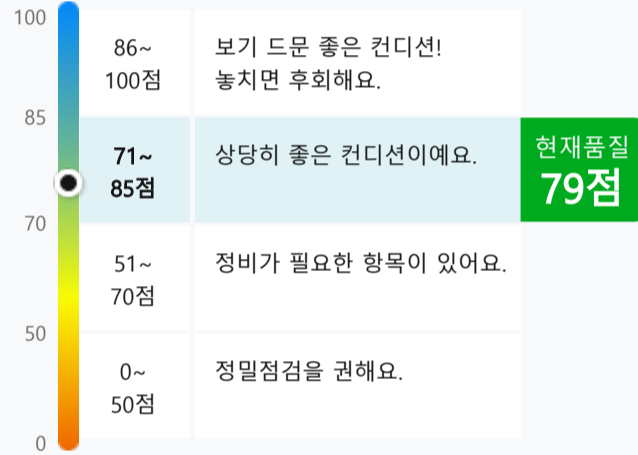 100
86~
100점
보기 드문 좋은 컨디션!
놓치면 후회해요.
85
71~
85점
상당히 좋은 컨디션이예요.
현재품질
79점
70
51~
70점
정비가 필요한 항목이 있어요.
50
0~
50점
정밀점검을 권해요.
0